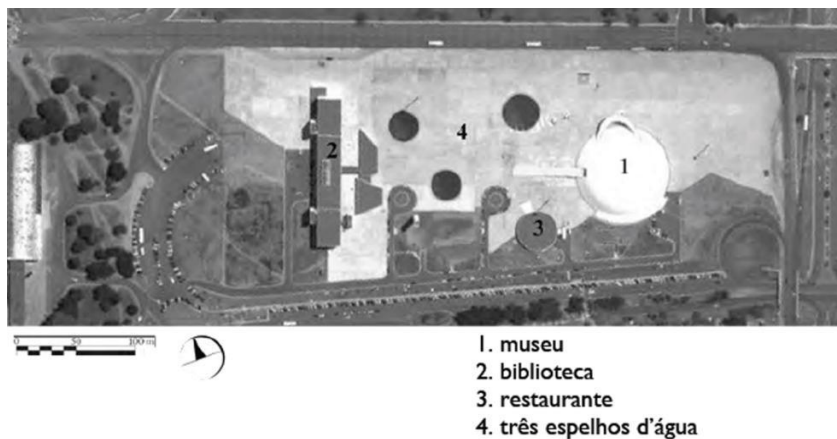 2
4
1
3
0 50 100 m
1. museu
2. biblioteca
3. restaurante
4. três espelhos d'água